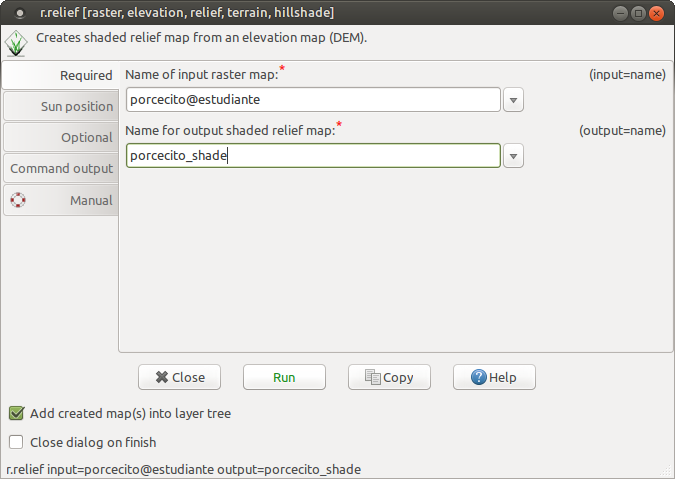 r.relief [raster, elevation, relief, terrain, hillshade]
Creates shaded relief map from an elevation map (DEM).
Required
Name of input raster map:* (input=name)
porcecito@estudiante
Sun position
Optional
Name for output shaded relief map:* (output=name)
porcecito_shade
Command output
Manual
Close Run Copy Help
Add created map(s) into layer tree
Close dialog on finish
r.relief input=porcecito@estudiante output=porcecito_shade